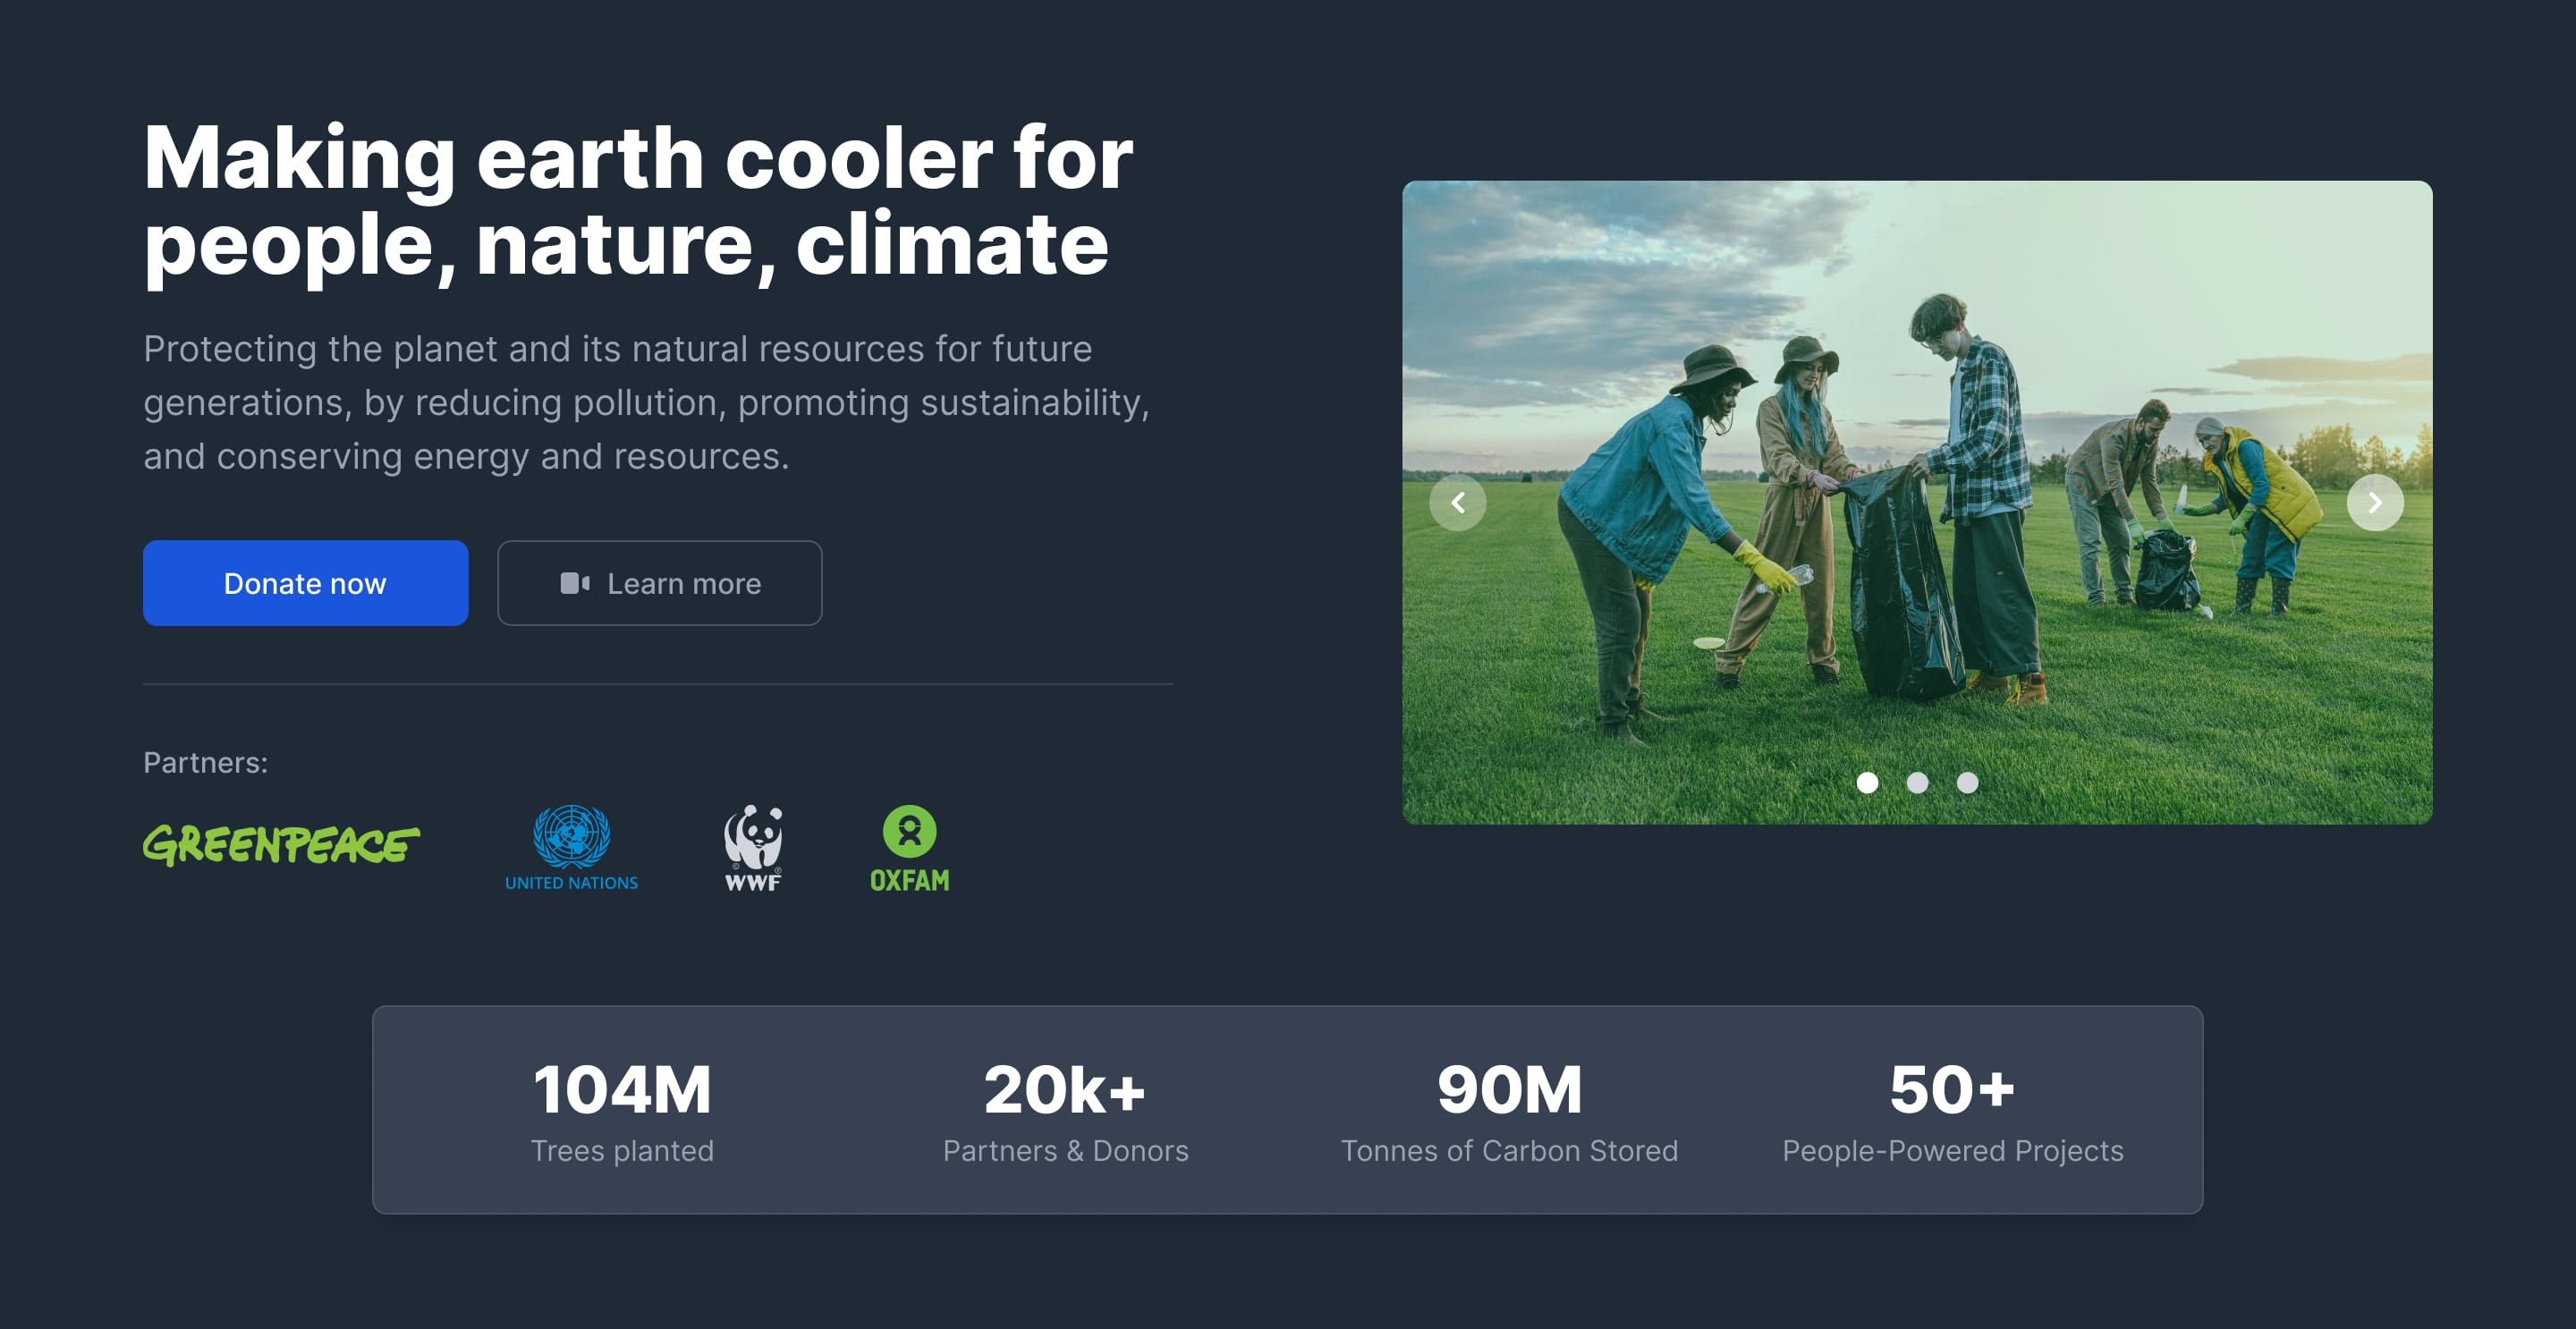 Making earth cooler for
people, nature, climate
Protecting the planet and its natural resources for future
generations, by reducing pollution, promoting sustainability,
and conserving energy and resources.
Donate now
Learn more
Partners:
GREENPEACE
UNITED NATIONS
© WWF ®
OXFAM
104M
Trees planted
20k+
Partners & Donors
90M
Tonnes of Carbon Stored
50+
People-Powered Projects